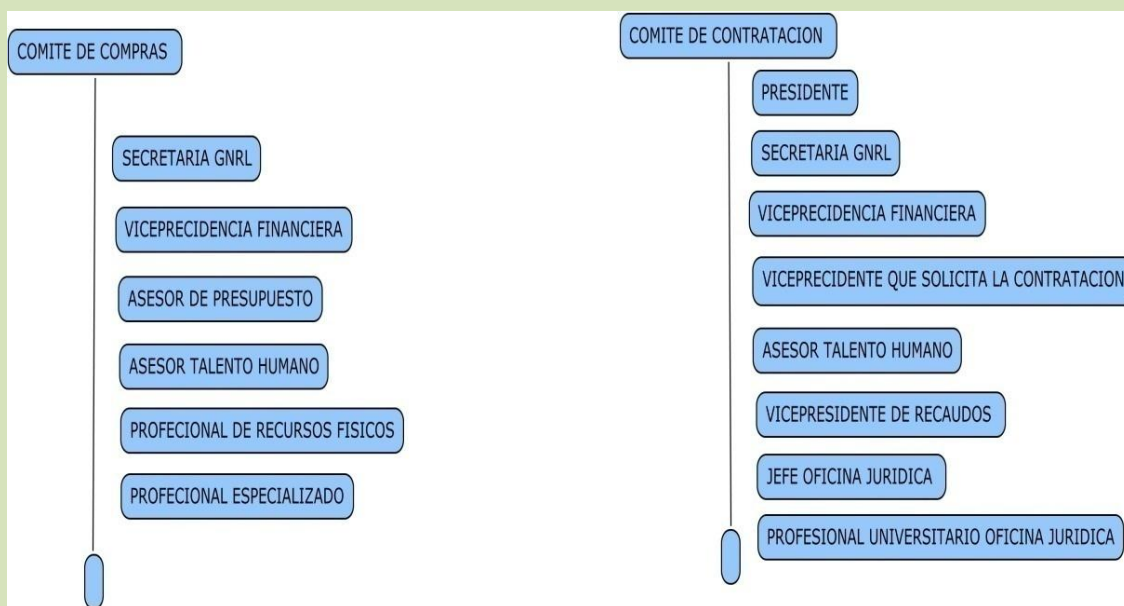 COMITE DE COMPRAS
SECRETARIA GNRL
VICEPRECIDENCIA FINANCIERA
ASESOR DE PRESUPUESTO
ASESOR TALENTO HUMANO
PROFECIONAL DE RECURSOS FISICOS
PROFECIONAL ESPECIALIZADO
COMITE DE CONTRATACION
PRESIDENTE
SECRETARIA GNRL
VICEPRECIDENCIA FINANCIERA
VICEPRECIDENTE QUE SOLICITA LA CONTRATACION
ASESOR TALENTO HUMANO
VICEPRESIDENTE DE RECAUDOS
JEFE OFICINA JURIDICA
PROFESIONAL UNIVERSITARIO OFICINA JURIDICA